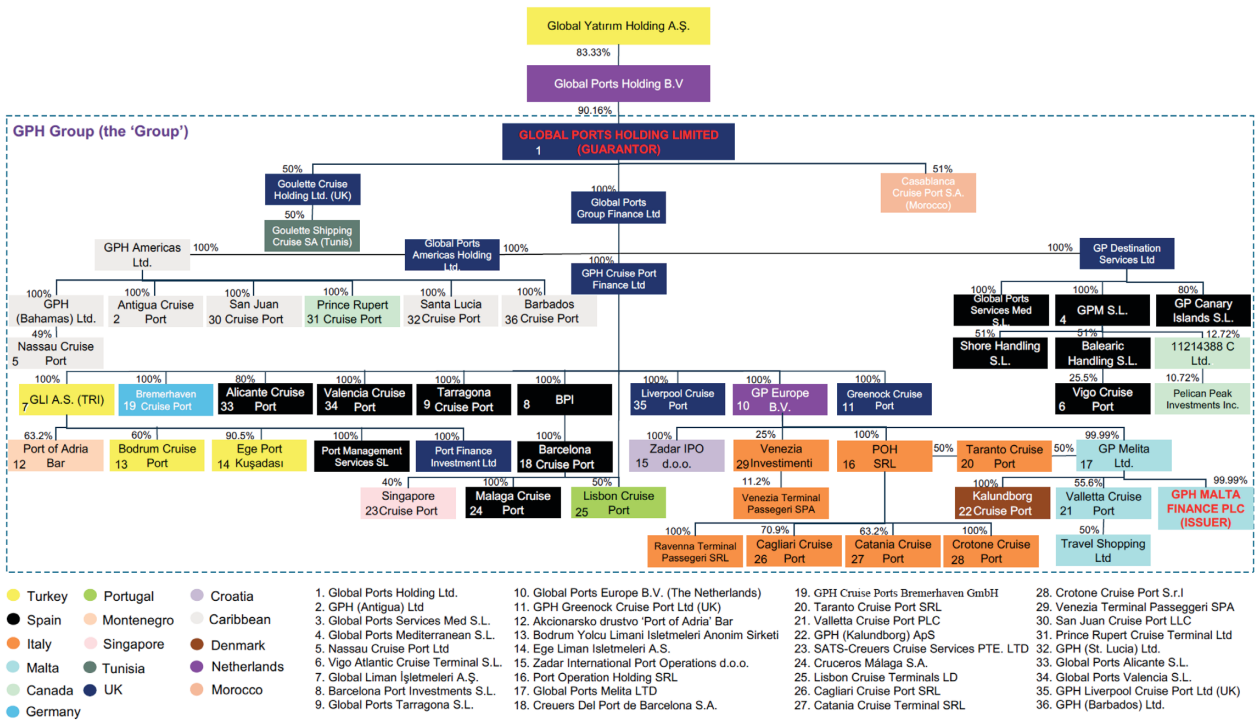 Global Yatırım Holding A.Ş.
83.33%
Global Ports Holding B.V
90.16%
GPH Group (the ‘Group’)
GLOBAL PORTS HOLDING LIMITED
1 (GUARANTOR)
50%
Goulette Cruise
Holding Ltd. (UK)
100%
Global Ports
Group Finance Ltd
51%
Casablanca
Cruise Port S.A.
(Morocco)
50%
Goulette Shipping
Cruise SA (Tunis)
GPH Americas
Ltd.
100%
Global Ports
Americas Holding
Ltd.
100%
100%
GPH Cruise Port
Finance Ltd
100%
GP Destination
Services Ltd
100%
GPH
(Bahamas) Ltd.
100%
Antigua Cruise
2 Port
100%
San Juan
30 Cruise Port
100%
Prince Rupert
31 Cruise Port
100%
Santa Lucia
32 Cruise Port
100%
Barbados
36 Cruise Port
100%
Global Ports
Services Med
S.L.
100%
GPM S.L.
4
80%
GP Canary
Islands S.L.
49%
Nassau Cruise
5 Port
51%
Shore Handling
S.L.
51%
Balearic
Handling S.L.
12.72%
11214388 C
Ltd.
100%
GLI A.S. (TRI)
7
100%
Bremerhaven
19 Cruise Port
80%
Alicante Cruise
33 Port
100%
Valencia Cruise
34 Port
100%
Tarragona
9 Cruise Port
100%
BPI
8
100%
Liverpool Cruise
35 Port
100%
GP Europe
10 B.V.
100%
Greenock Cruise
11 Port
25.5%
Vigo Cruise
6 Port
10.72%
Pelican Peak
Investments Inc.
63.2%
Port of Adria
12 Bar
60%
Bodrum Cruise
13 Port
90.5%
Ege Port
14 Kuşadası
100%
Port Management
Services SL
100%
Port Finance
Investment Ltd
100%
Barcelona
18 Cruise Port
100%
Zadar IPO
15 d.o.o.
25%
Venezia
29 Investimenti
100%
POH
16 SRL
50%
Taranto Cruise
20 Port
50%
99.99%
GP Melita
17 Ltd.
40%
Singapore
23 Cruise Port
100%
Malaga Cruise
24 Port
50%
Lisbon Cruise
25 Port
11.2%
Venezia Terminal
Passegeri SPA
100%
Kalundborg
22 Cruise Port
55.6%
Valletta Cruise
21 Port
99.99%
GPH MALTA
FINANCE PLC
(ISSUER)
100%
Ravenna Terminal
Passegeri SRL
70.9%
Cagliari Cruise
26 Port
63.2%
Catania Cruise
27 Port
100%
Crotone Cruise
28 Port
50%
Travel Shopping
Ltd
Turkey
Spain
Italy
Malta
Canada
Germany
Portugal
Montenegro
Singapore
Tunisia
UK
Croatia
Caribbean
Denmark
Netherlands
Morocco
1. Global Ports Holding Ltd.
2. GPH (Antigua) Ltd
3. Global Ports Services Med S.L.
4. Global Ports Mediterranean S.L.
5. Nassau Cruise Port Ltd
6. Vigo Atlantic Cruise Terminal S.L.
7. Global Liman İşletmeleri A.Ş.
8. Barcelona Port Investments S.L.
9. Global Ports Tarragona S.L.
10. Global Ports Europe B.V. (The Netherlands)
11. GPH Greenock Cruise Port Ltd (UK)
12. Akcionarsko drustvo ‘Port of Adria’ Bar
13. Bodrum Yolcu Limani Isletmeleri Anonim Sirketi
14. Ege Liman Isletmeleri A.S.
15. Zadar International Port Operations d.o.o.
16. Port Operation Holding SRL
17. Global Ports Melita LTD
18. Creuers Del Port de Barcelona S.A.
19. GPH Cruise Ports Bremerhaven GmbH
20. Taranto Cruise Port SRL
21. Valletta Cruise Port PLC
22. GPH (Kalundborg) ApS
23. SATS-Creuers Cruise Services PTE. LTD
24. Cruceros Málaga S.A.
25. Lisbon Cruise Terminals LD
26. Cagliari Cruise Port SRL
27. Catania Cruise Terminal SRL
28. Crotone Cruise Port S.r.l
29. Venezia Terminal Passeggeri SPA
30. San Juan Cruise Port LLC
31. Prince Rupert Cruise Terminal Ltd
32. GPH (St. Lucia) Ltd.
33. Global Ports Alicante S.L.
34. Global Ports Valencia S.L.
35. GPH Liverpool Cruise Port Ltd (UK)
36. GPH (Barbados) Ltd.